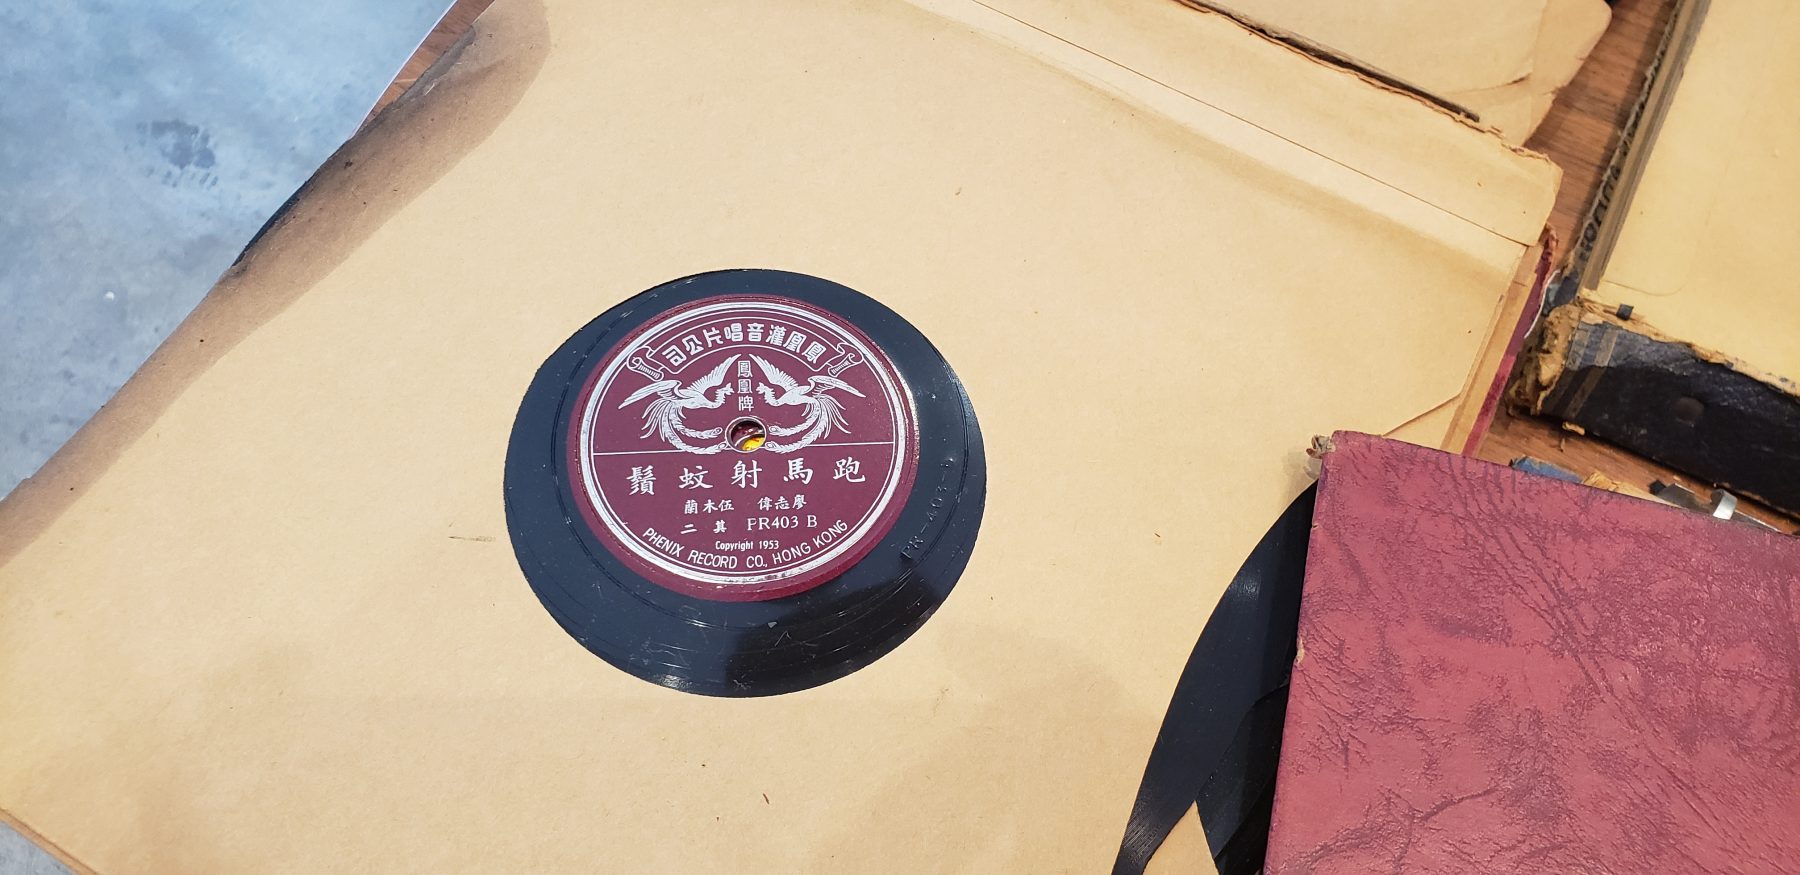 鳳凰灌音唱片公司
鳳凰牌
跑馬射蚊鬚
廖志偉 伍木蘭
其二 FR403 B
Copyright 1953
PHENIX RECORD CO., HONG KONG